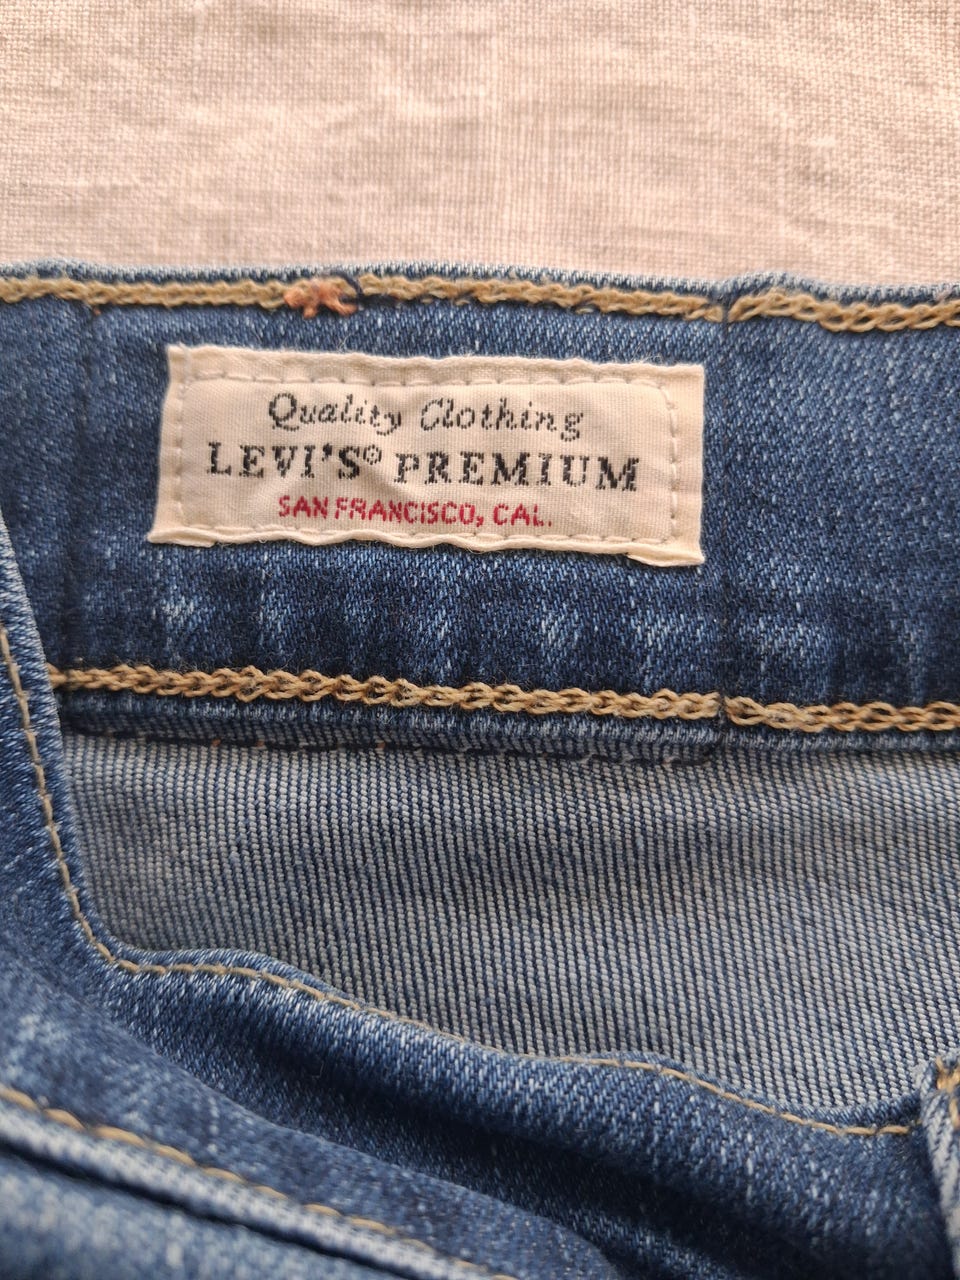 Quality Clothing
LEVI'S® PREMIUM
SAN FRANCISCO, CAL.